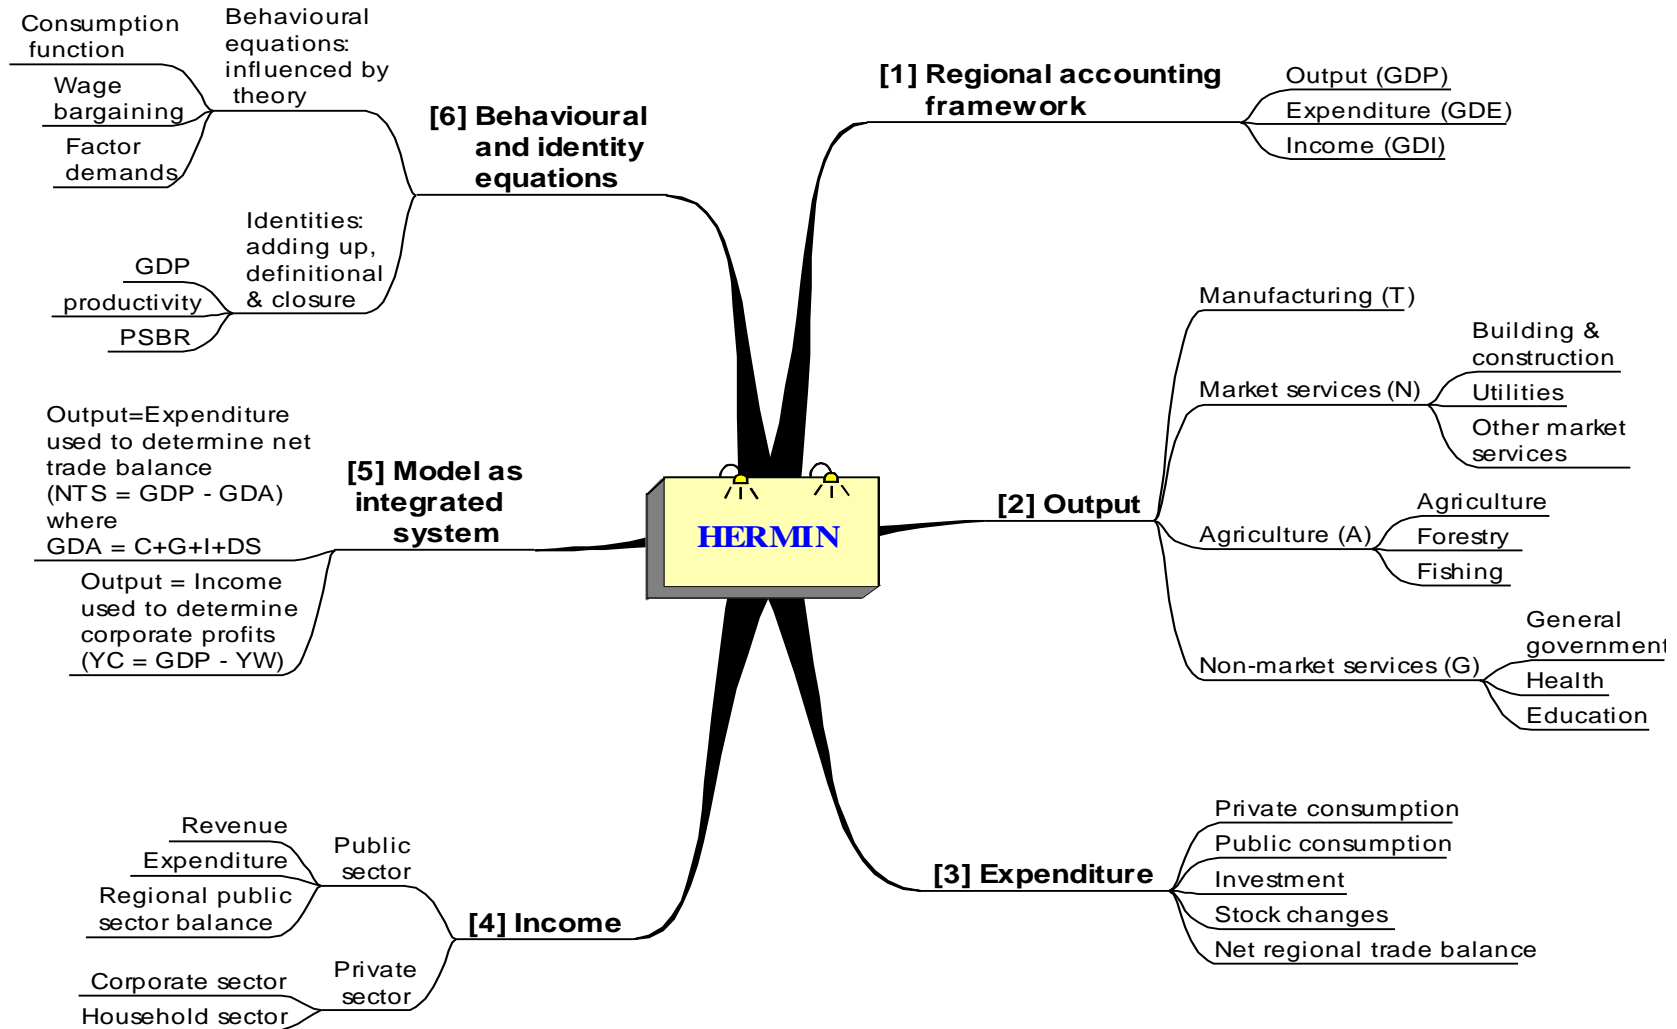 HERMIN
[1] Regional accounting
framework
Output (GDP)
Expenditure (GDE)
Income (GDI)
[2] Output
Manufacturing (T)
Market services (N)
Building &
construction
Utilities
Other market
services
Agriculture (A)
Agriculture
Forestry
Fishing
Non-market services (G)
General
government
Health
Education
[3] Expenditure
Private consumption
Public consumption
Investment
Stock changes
Net regional trade balance
[4] Income
Public
sector
Revenue
Expenditure
Regional public
sector balance
Private
sector
Corporate sector
Household sector
[5] Model as
integrated
system
Output=Expenditure
used to determine net
trade balance
(NTS = GDP - GDA)
where
GDA = C+G+I+DS
Output = Income
used to determine
corporate profits
(YC = GDP - YW)
[6] Behavioural
and identity
equations
Behavioural
equations:
influenced by
theory
Consumption
function
Wage
bargaining
Factor
demands
Identities:
adding up,
definitional
& closure
GDP
productivity
PSBR